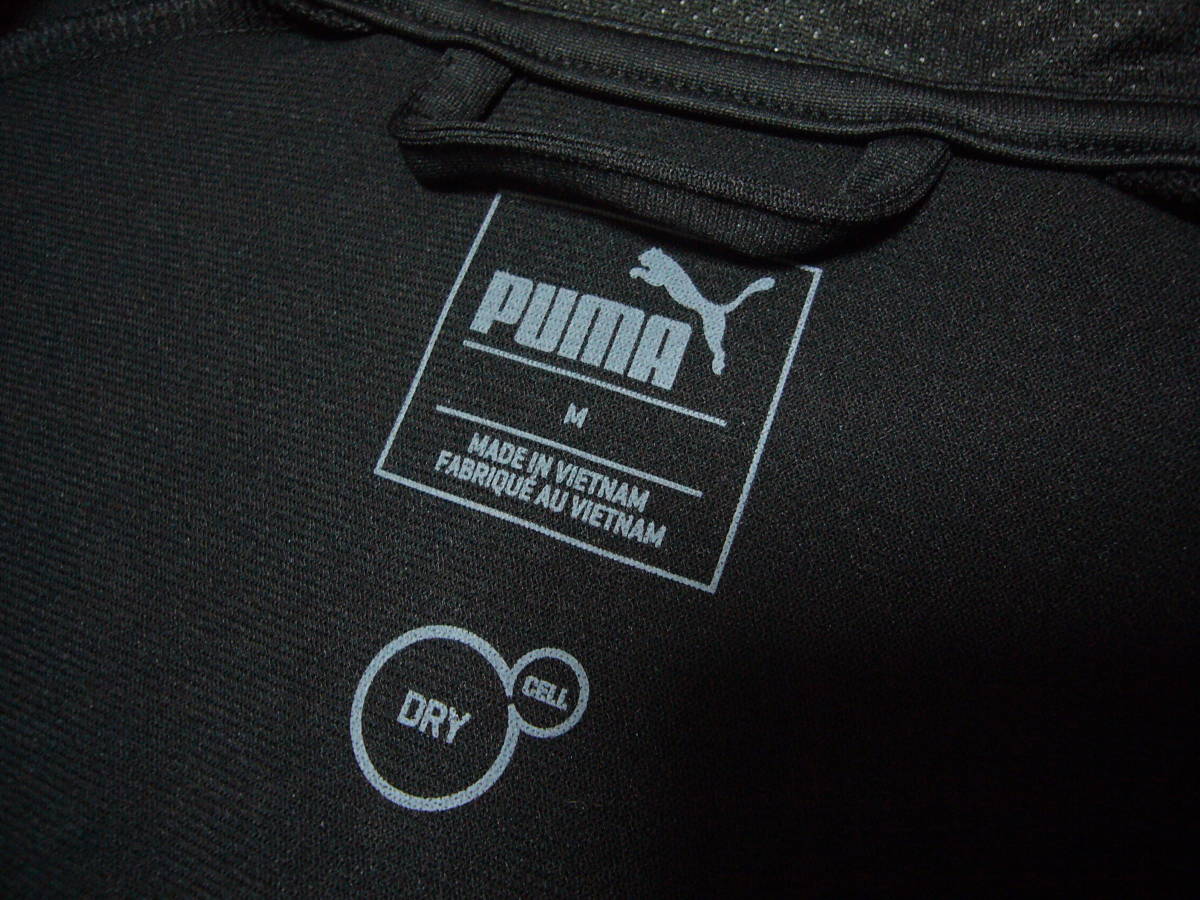 PUMA
M
MADE IN VIETNAM
FABRIQUÉ AU VIETNAM
DRY
CELL